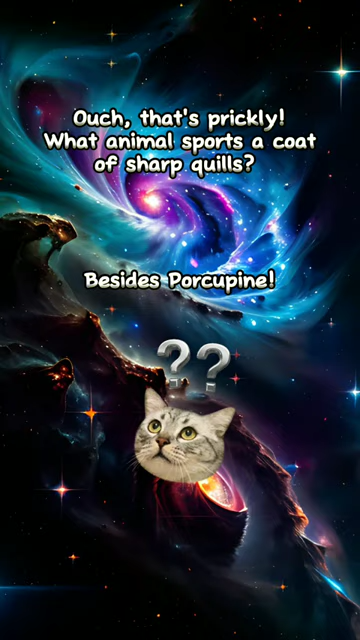 Ouch, that's prickly!
What animal sports a coat
of sharp quills?
Besides Porcupine!
??